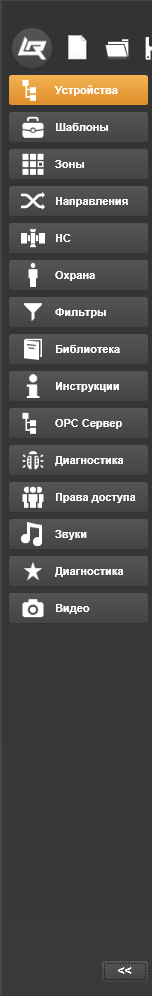 Устройства
Шаблоны
Зоны
Направления
НС
Охрана
Фильтры
Библиотека
Инструкции
OPC Сервер
Диагностика
Права доступа
Звуки
Диагностика
Видео
<<